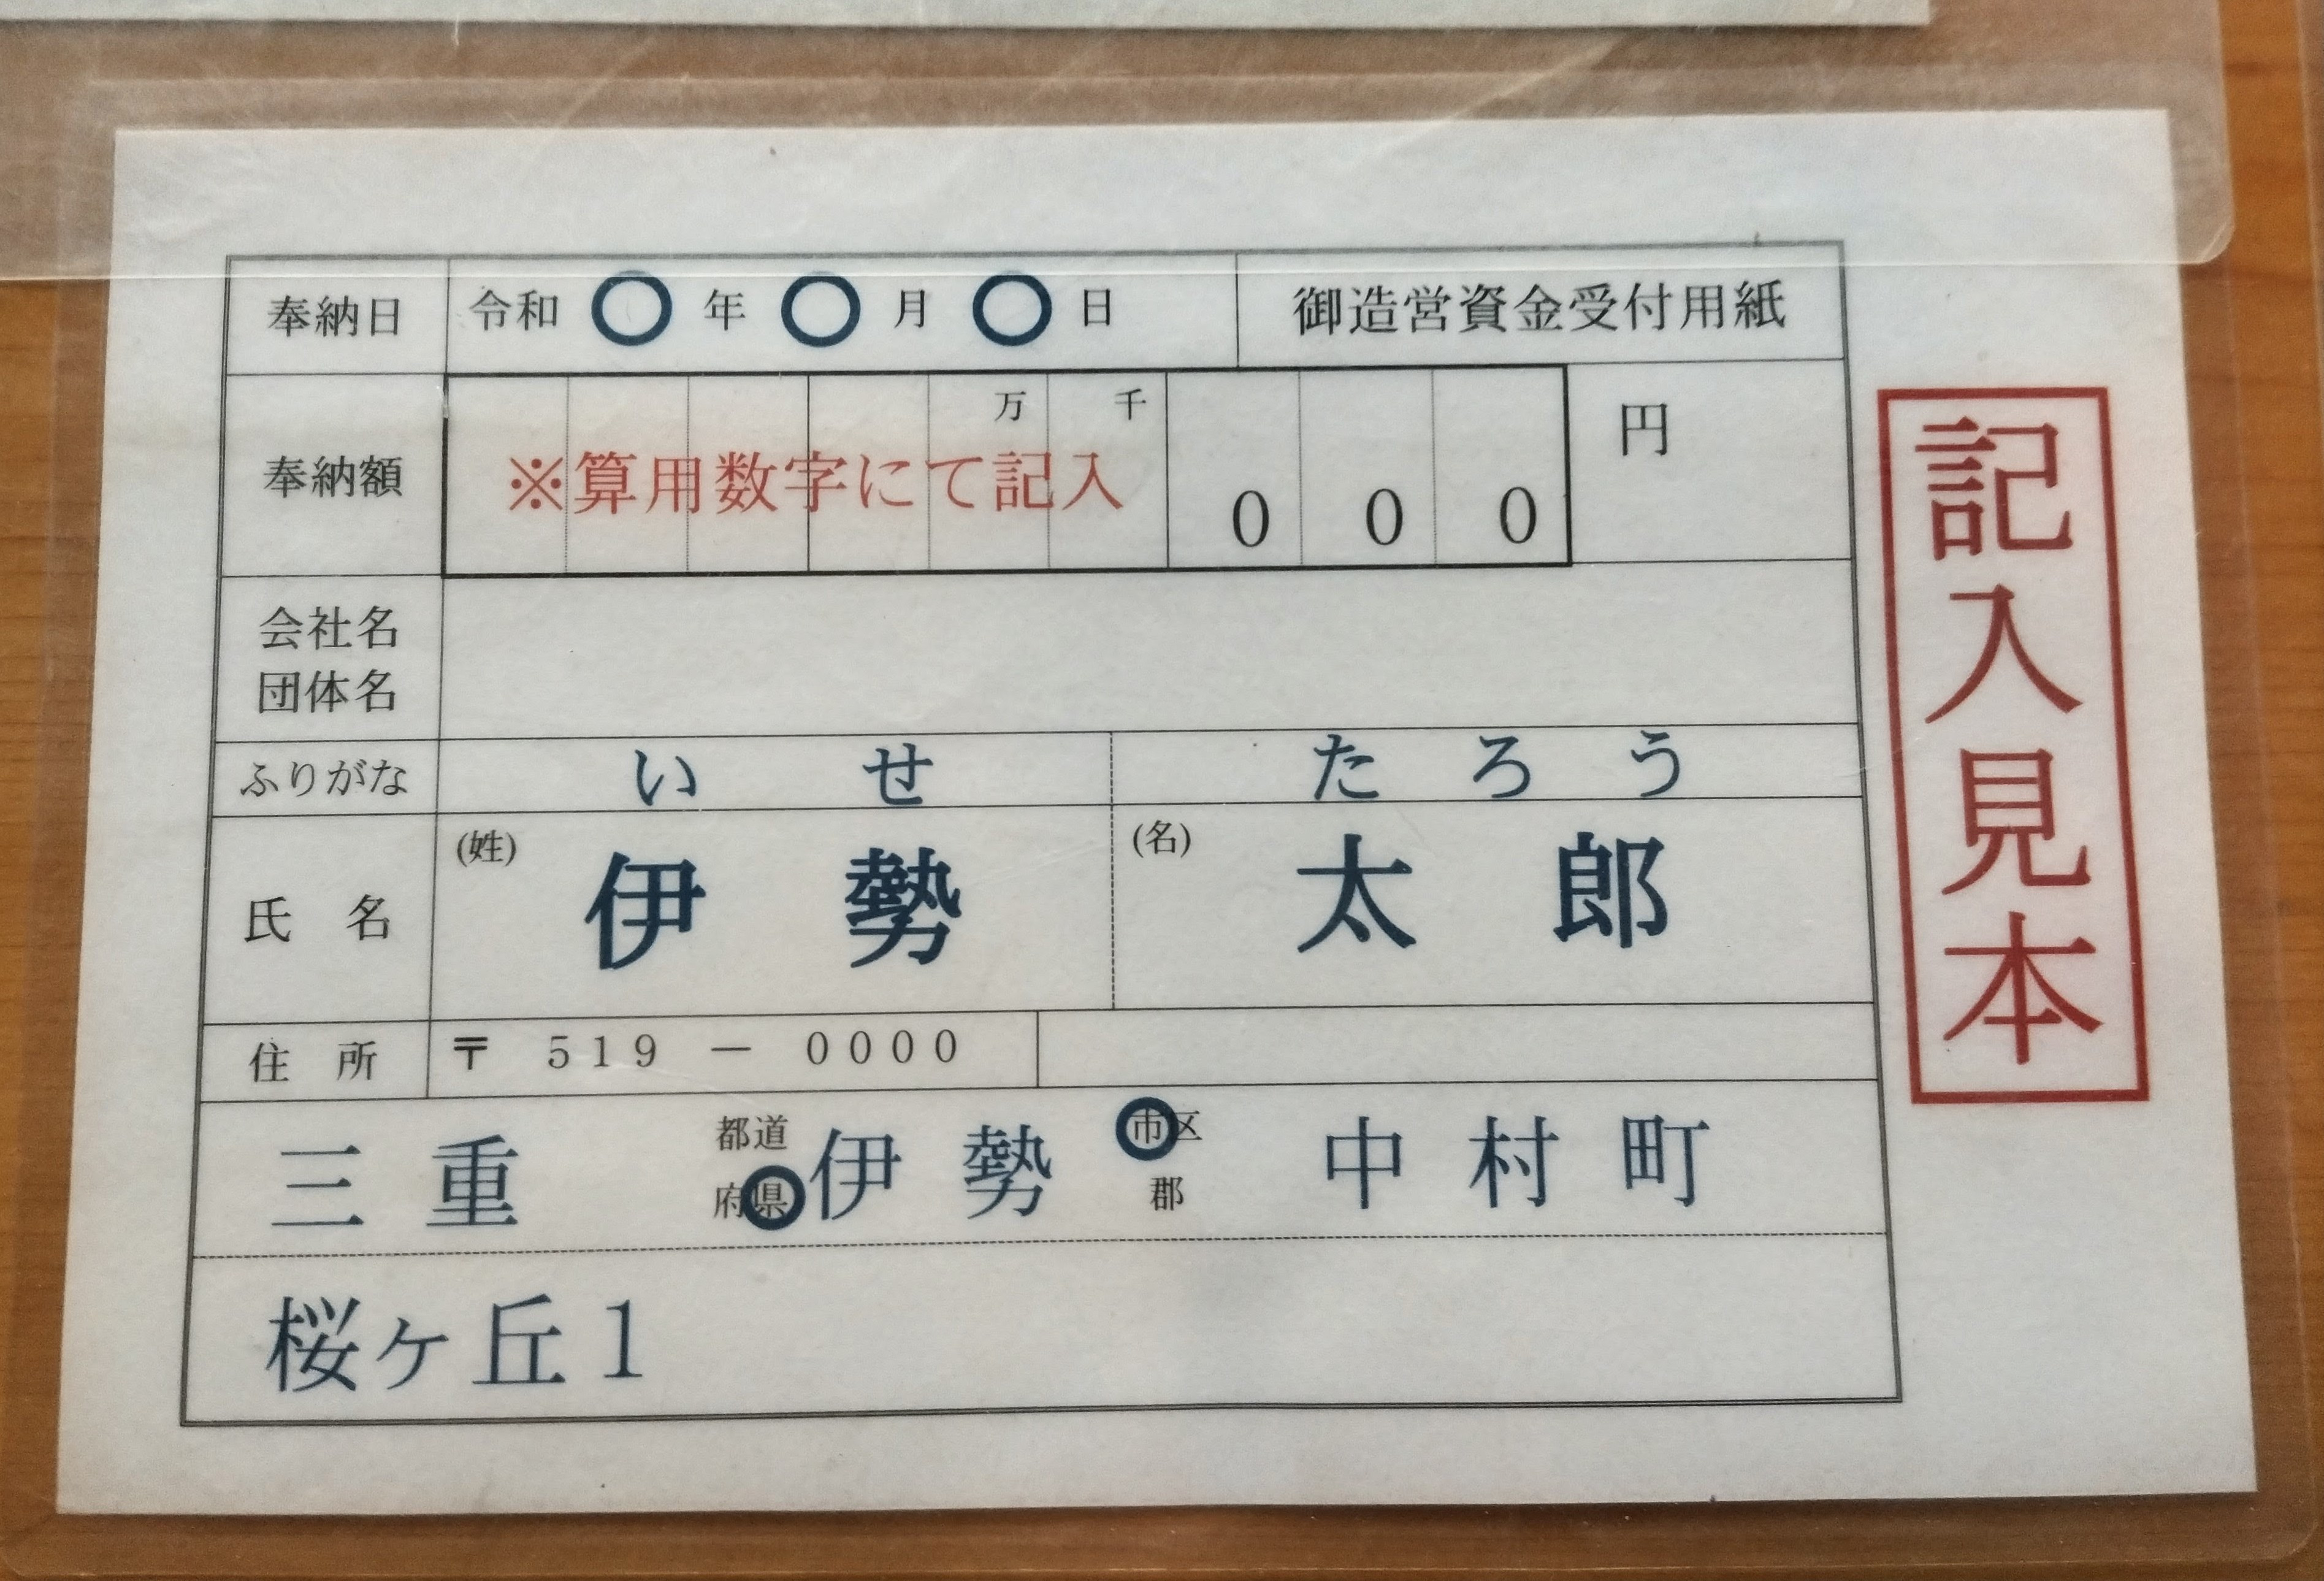 奉納日 令和 ○ 年 ○ 月 ○ 日 御造営資金受付用紙
奉納額 万 千 円
※算用数字にて記入 0 0 0
会社名
団体名
ふりがな い せ た ろ う
氏 名 (姓) 伊 勢 (名) 太 郎
住 所 〒 519 － 0000
三 重 都道府県 伊 勢 市区郡 中 村 町
桜ヶ丘1
記入見本